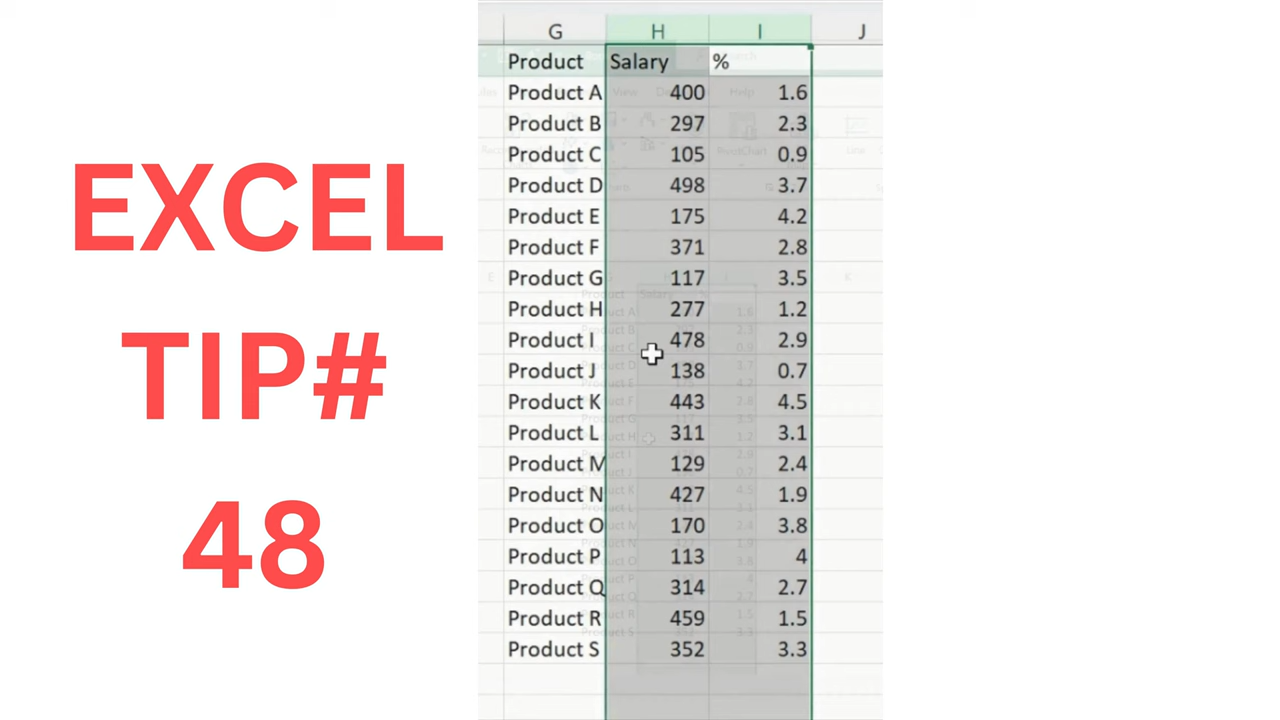 EXCEL
TIP#
48
G H I J
Product Salary %
Product A 400 1.6
Product B 297 2.3
Product C 105 0.9
Product D 498 3.7
Product E 175 4.2
Product F 371 2.8
Product G 117 3.5
Product H 277 1.2
Product I 478 2.9
Product J 138 0.7
Product K 443 4.5
Product L 311 3.1
Product M 129 2.4
Product N 427 1.9
Product O 170 3.8
Product P 113 4
Product Q 314 2.7
Product R 459 1.5
Product S 352 3.3